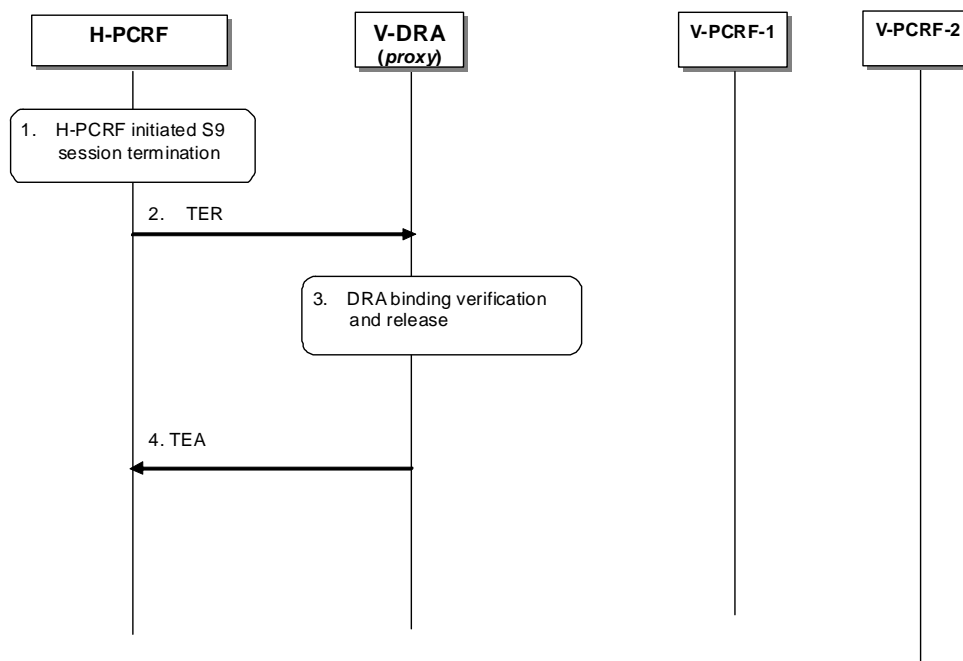 H-PCRF
V-DRA
(proxy)
V-PCRF-1
V-PCRF-2
1. H-PCRF initiated S9
session termination
2. TER
3. DRA binding verification
and release
4. TEA